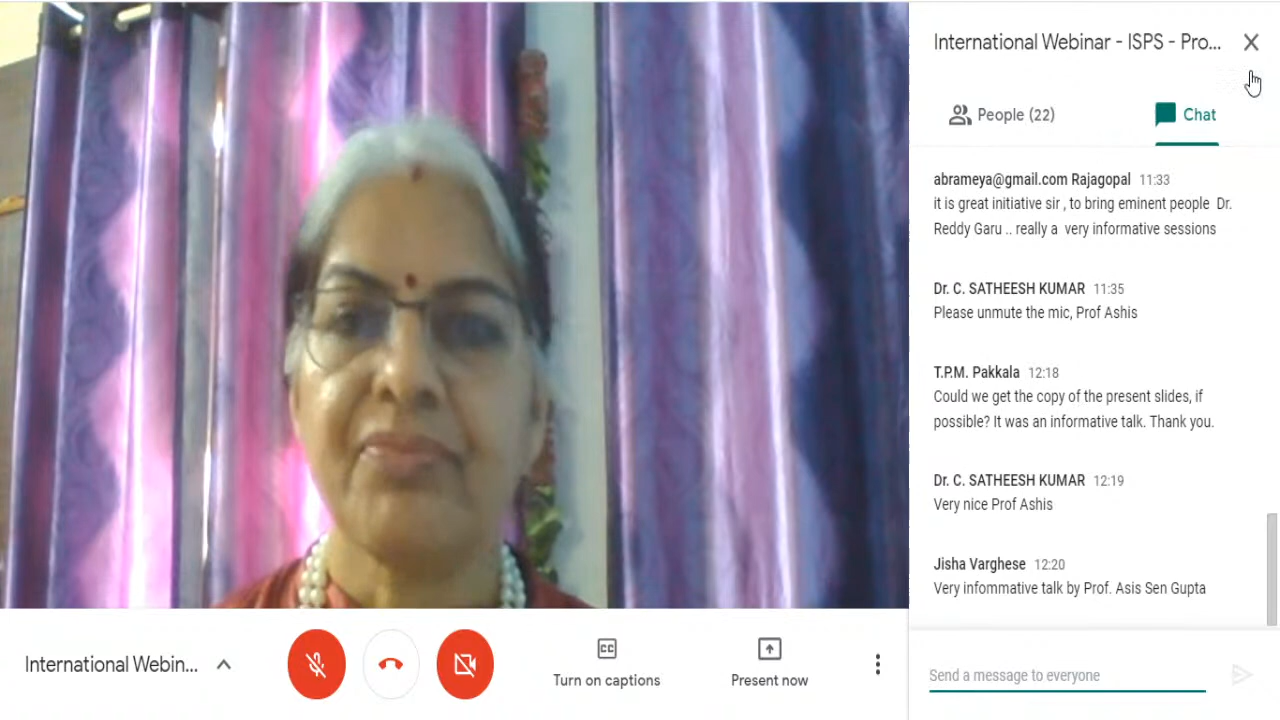 International Webinar - ISPS - Pro...
People (22)
Chat
abrameya@gmail.com Rajagopal 11:33
it is great initiative sir , to bring eminent people Dr.
Reddy Garu .. really a very informative sessions
Dr. C. SATHEESH KUMAR 11:35
Please unmute the mic, Prof Ashis
T.P.M. Pakkala 12:18
Could we get the copy of the present slides, if
possible? It was an informative talk. Thank you.
Dr. C. SATHEESH KUMAR 12:19
Very nice Prof Ashis
Jisha Varghese 12:20
Very infommative talk by Prof. Asis Sen Gupta
Send a message to everyone
International Webin...
CC
Turn on captions
Present now